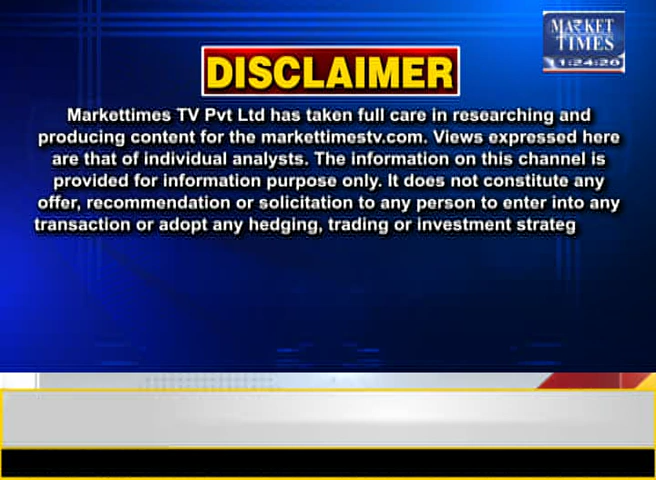 MARKET
TIMES
11:24:20
DISCLAIMER
Markettimes TV Pvt Ltd has taken full care in researching and
producing content for the markettimestv.com. Views expressed here
are that of individual analysts. The information on this channel is
provided for information purpose only. It does not constitute any
offer, recommendation or solicitation to any person to enter into any
transaction or adopt any hedging, trading or investment strateg